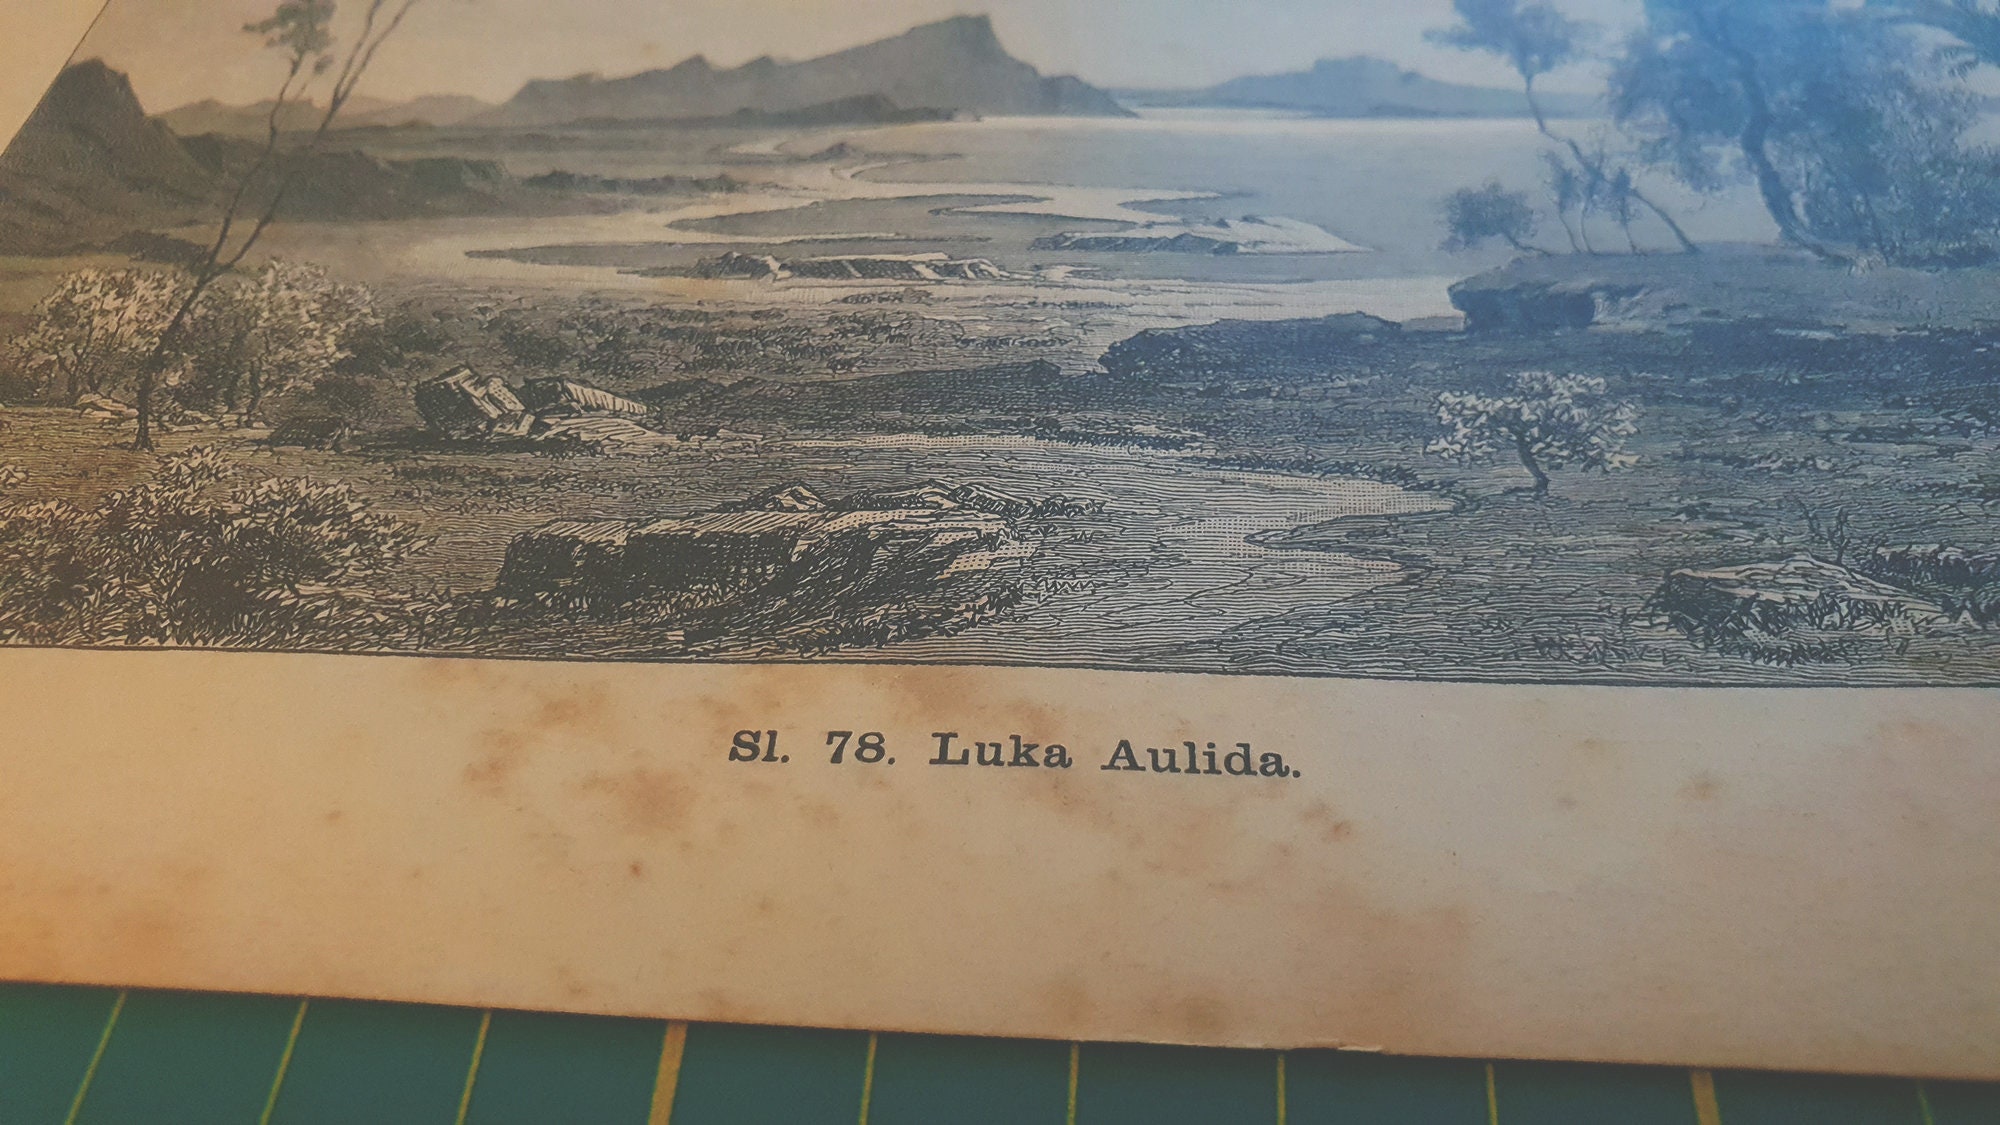 Sl. 78. Luka Aulida.